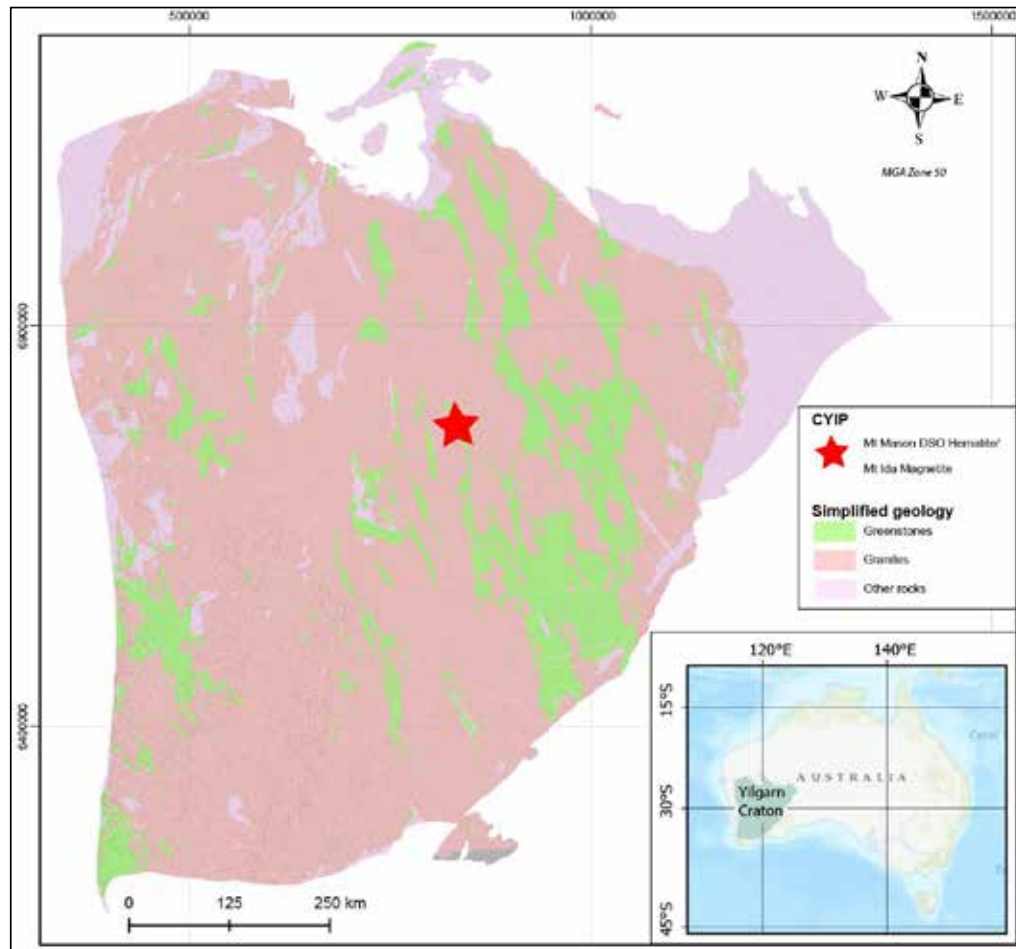 500000
1000000
1500000
N
W
E
S
MGA Zone 50
6900000
6400000
CYIP
Mt Mason DSO Hematite/
Mt Ida Magnetite
Simplified geology
Greenstones
Granites
Other rocks
0
125
250 km
120°E
140°E
15°S
30°S
45°S
AUSTRALIA
Yilgarn
Craton